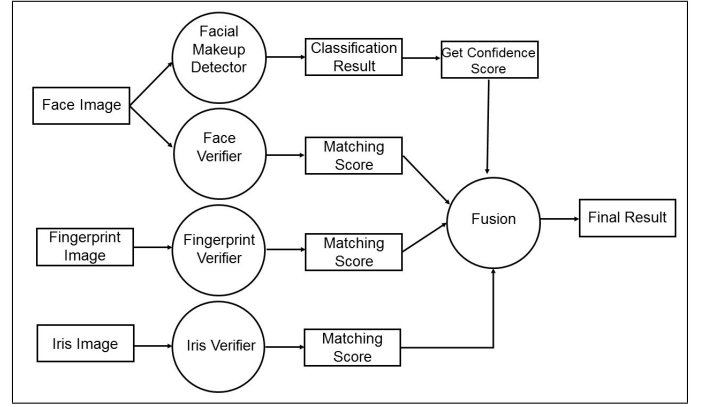 Facial
Makeup
Detector
Classification
Result
Get Confidence
Score
Face Image
Face
Verifier
Matching
Score
Fusion
Final Result
Fingerprint
Image
Fingerprint
Verifier
Matching
Score
Iris Image
Iris Verifier
Matching
Score